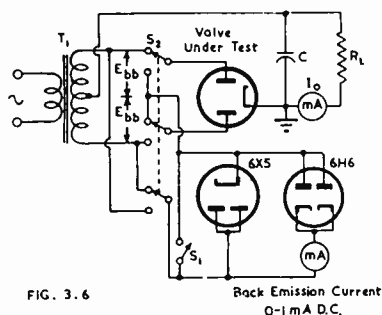 T1
S2
Valve
Under Test
Ebb
Ebb
C
RL
Io
mA
6X5
6H6
S1
mA
FIG. 3.6
Back Emission Current
0-1 mA D.C.